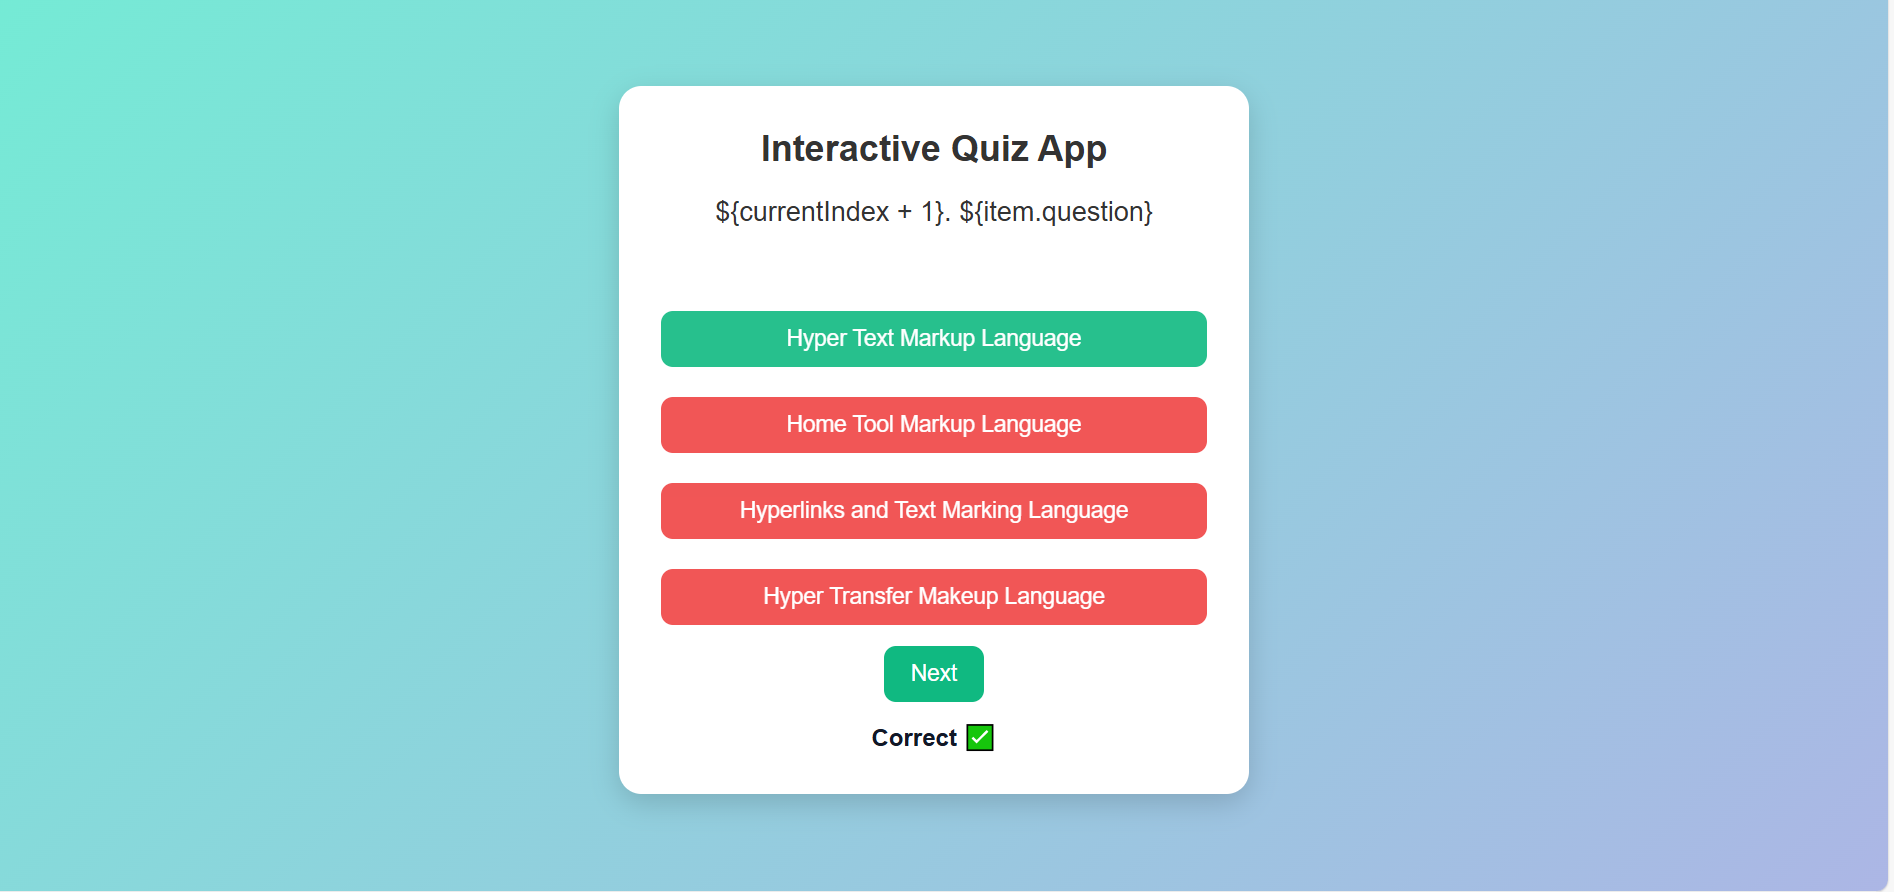 Interactive Quiz App
${currentIndex + 1}. ${item.question}
Hyper Text Markup Language
Home Tool Markup Language
Hyperlinks and Text Marking Language
Hyper Transfer Makeup Language
Next
Correct ✅